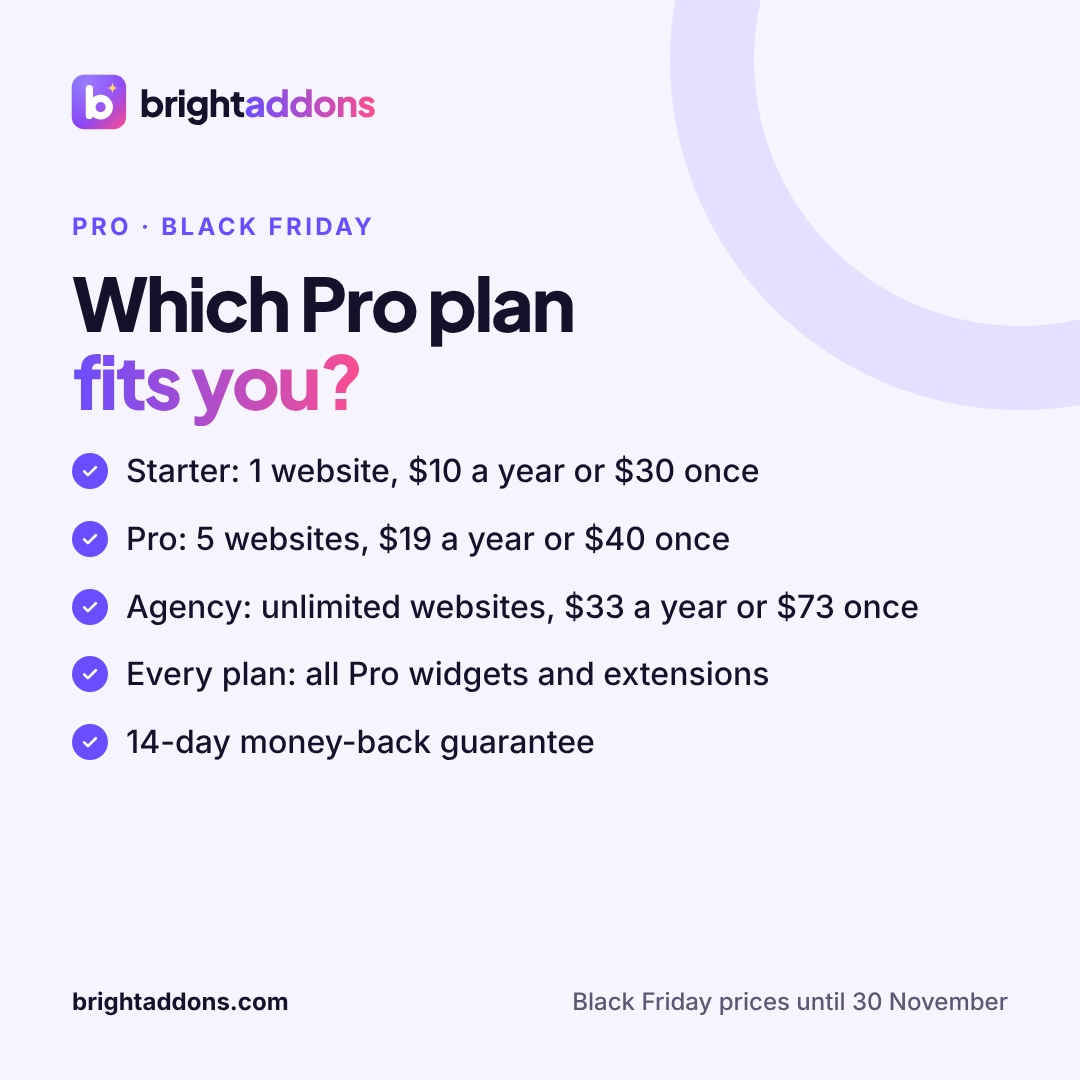 brightaddons
PRO · BLACK FRIDAY
Which Pro plan
fits you?
Starter: 1 website, $10 a year or $30 once
Pro: 5 websites, $19 a year or $40 once
Agency: unlimited websites, $33 a year or $73 once
Every plan: all Pro widgets and extensions
14-day money-back guarantee
brightaddons.com
Black Friday prices until 30 November